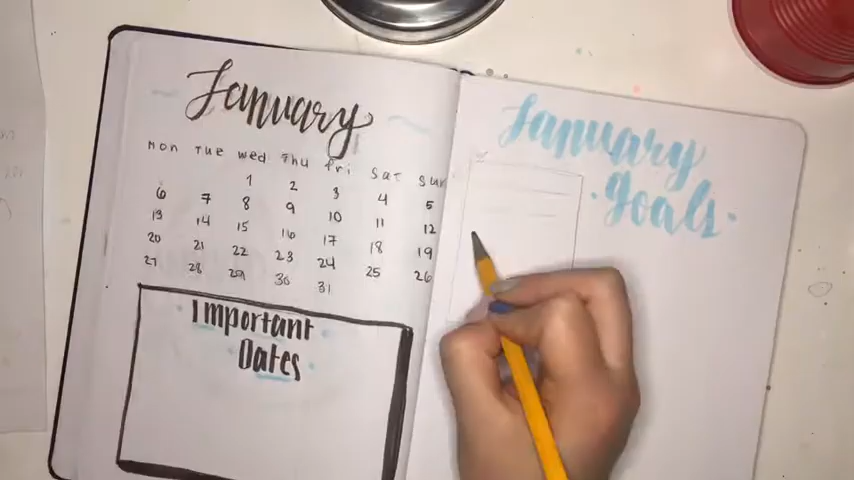 January
Mon Tue wed Thu fri Sat Sun
1 2 3 4 5
6 7 8 9 10 11 12
13 14 15 16 17 18 19
20 21 22 23 24 25 26
27 28 29 30 31
Important
Dates
January
goals